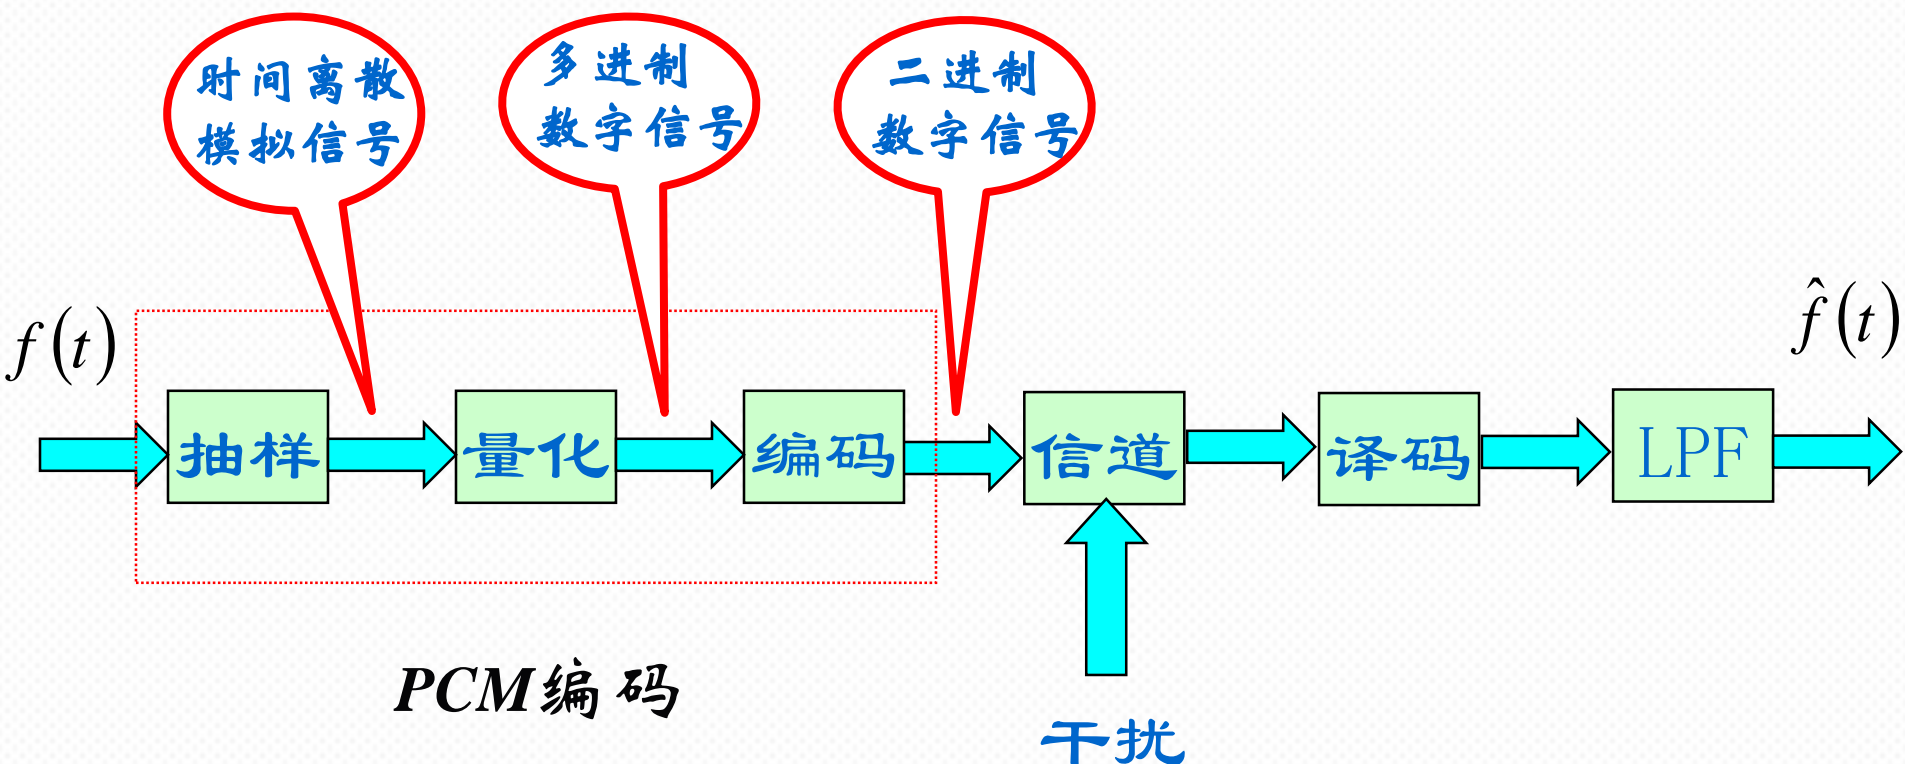 时间离散
模拟信号
多进制
数字信号
二进制
数字信号
f(t)
f̂(t)
抽样
量化
编码
信道
译码
LPF
PCM编码
干扰